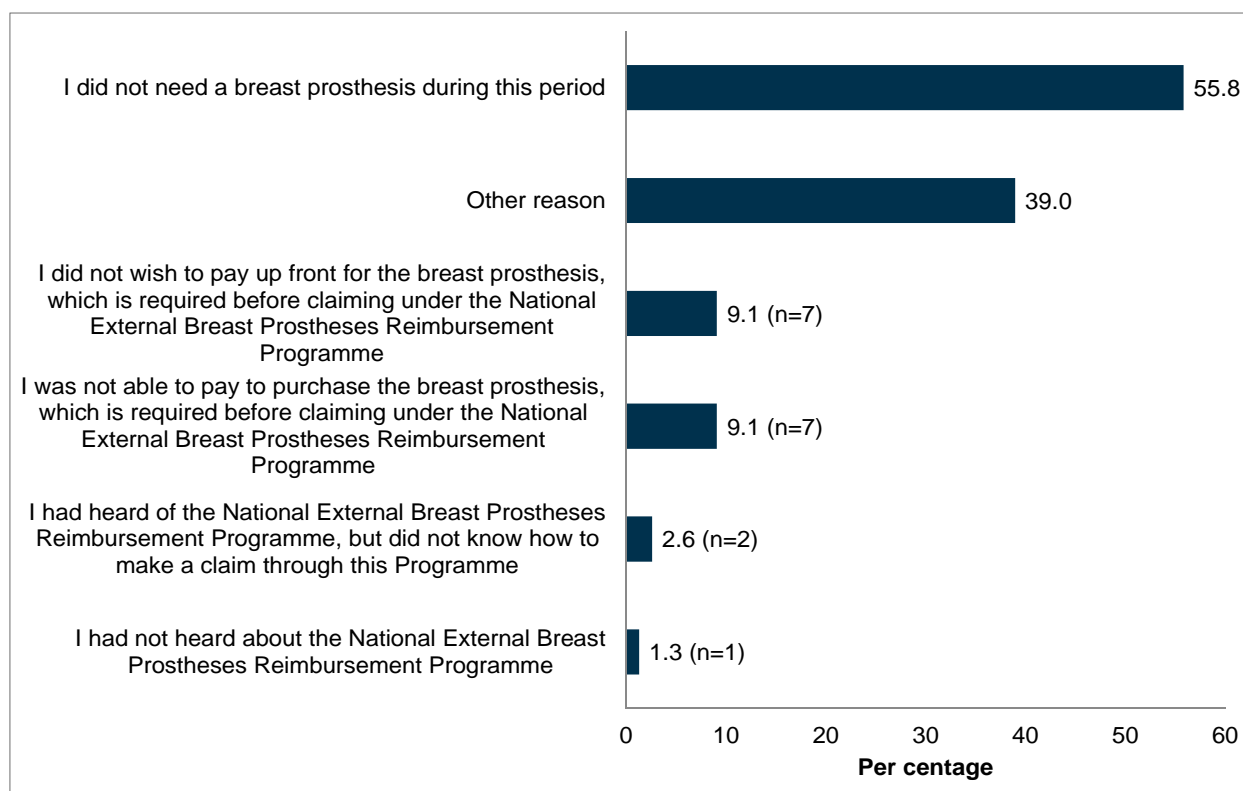 I did not need a breast prosthesis during this period
55.8
Other reason
39.0
I did not wish to pay up front for the breast prosthesis,
which is required before claiming under the National
External Breast Prostheses Reimbursement
Programme
9.1 (n=7)
I was not able to pay to purchase the breast prosthesis,
which is required before claiming under the National
External Breast Prostheses Reimbursement
Programme
9.1 (n=7)
I had heard of the National External Breast Prostheses
Reimbursement Programme, but did not know how to
make a claim through this Programme
2.6 (n=2)
I had not heard about the National External Breast
Prostheses Reimbursement Programme
1.3 (n=1)
0 10 20 30 40 50 60
Per centage